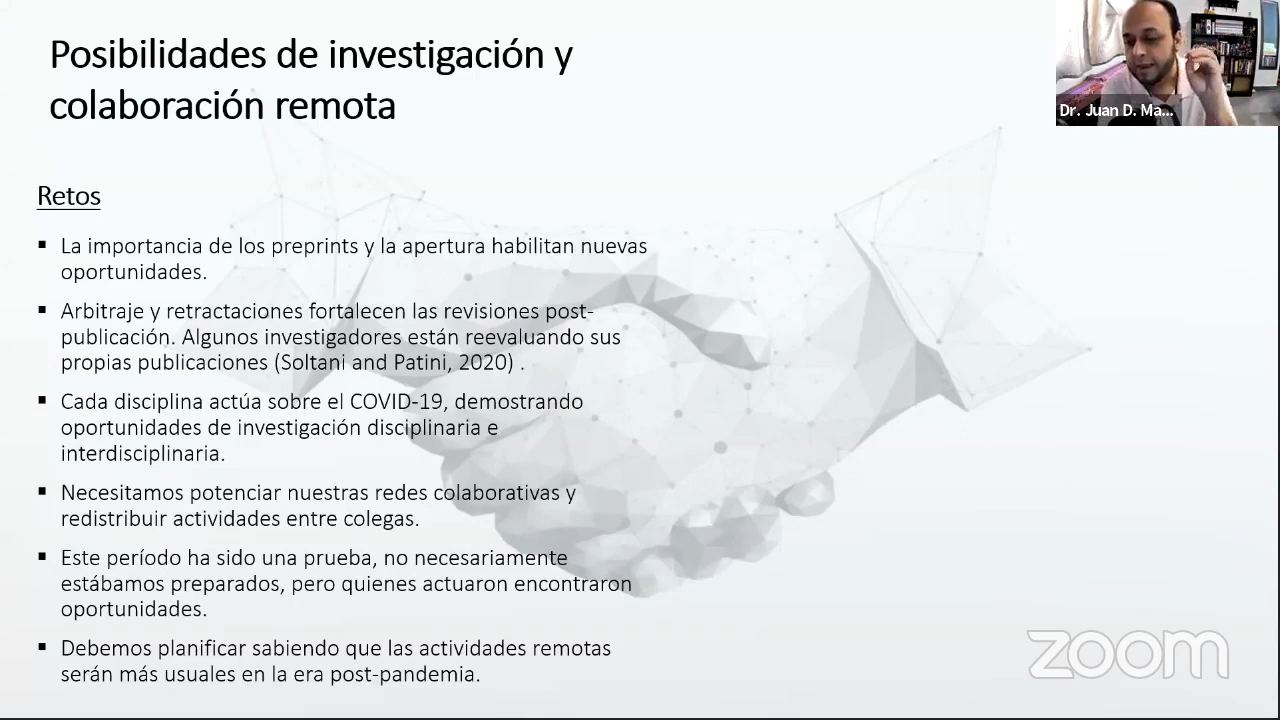 Posibilidades de investigación y
colaboración remota
Dr. Juan D. Ma...
Retos
▪ La importancia de los preprints y la apertura habilitan nuevas
oportunidades.
▪ Arbitraje y retractaciones fortalecen las revisiones post-
publicación. Algunos investigadores están reevaluando sus
propias publicaciones (Soltani and Patini, 2020) .
▪ Cada disciplina actúa sobre el COVID-19, demostrando
oportunidades de investigación disciplinaria e
interdisciplinaria.
▪ Necesitamos potenciar nuestras redes colaborativas y
redistribuir actividades entre colegas.
▪ Este período ha sido una prueba, no necesariamente
estábamos preparados, pero quienes actuaron encontraron
oportunidades.
▪ Debemos planificar sabiendo que las actividades remotas
serán más usuales en la era post-pandemia.
zoom